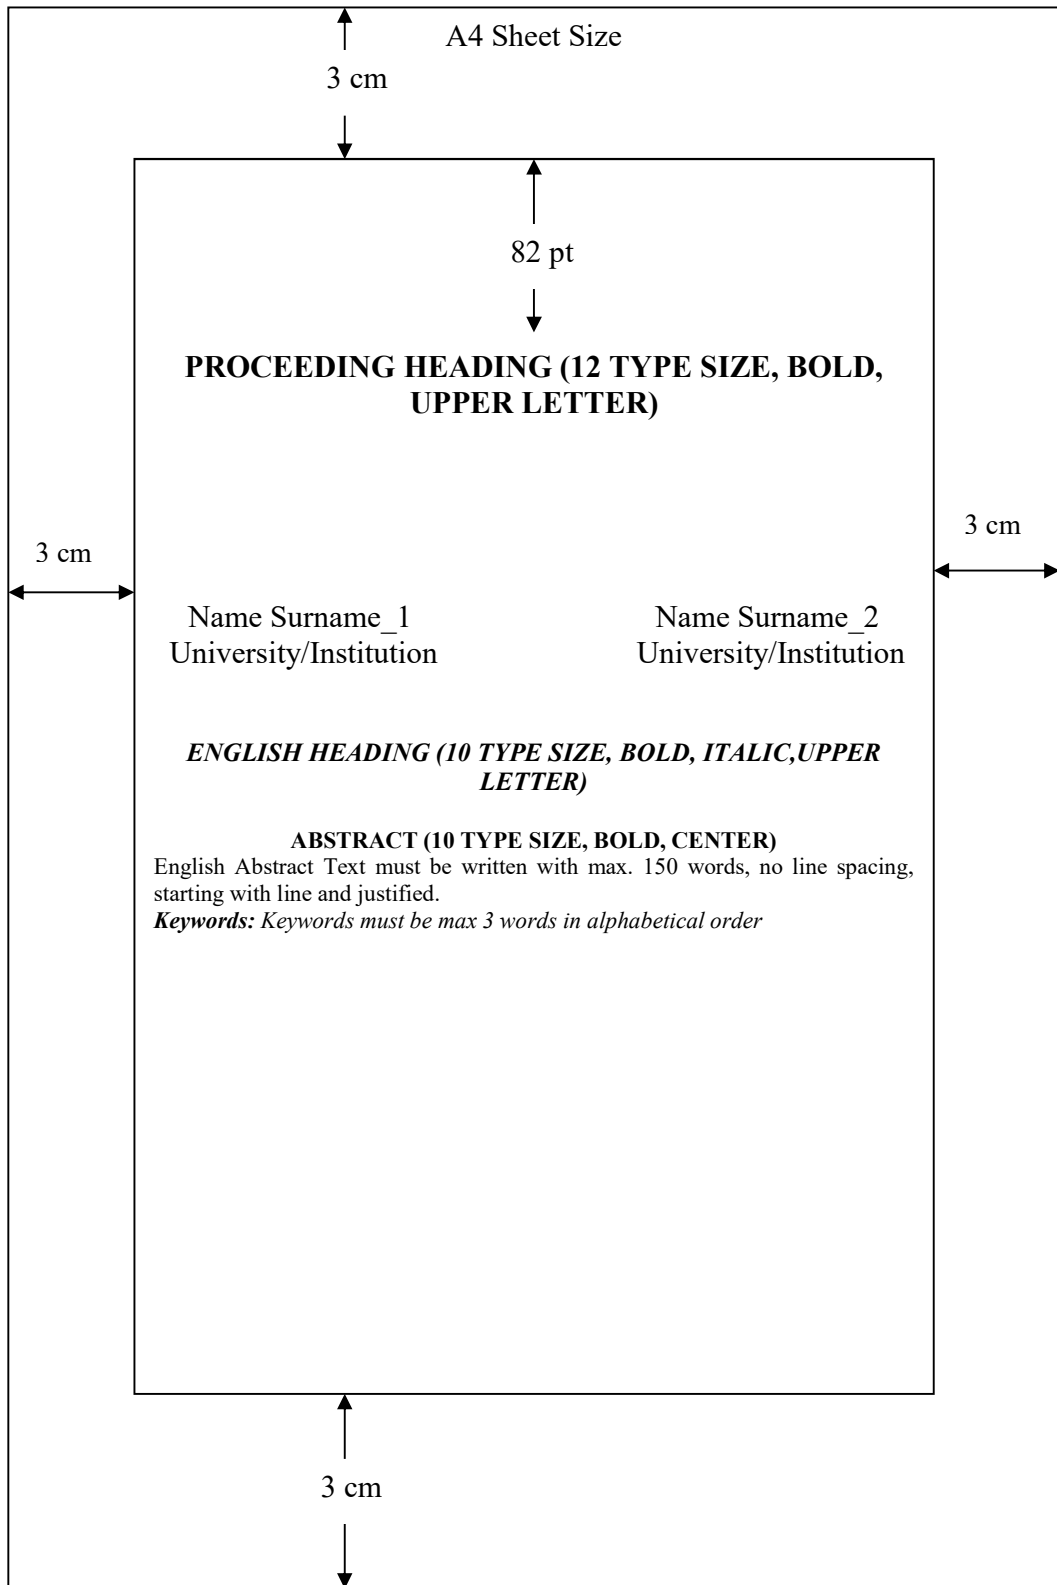 A4 Sheet Size
3 cm
82 pt
PROCEEDING HEADING (12 TYPE SIZE, BOLD,
UPPER LETTER)
3 cm
3 cm
Name Surname_1
University/Institution
Name Surname_2
University/Institution
ENGLISH HEADING (10 TYPE SIZE, BOLD, ITALIC,UPPER
LETTER)
ABSTRACT (10 TYPE SIZE, BOLD, CENTER)
English Abstract Text must be written with max. 150 words, no line spacing,
starting with line and justified.
Keywords: Keywords must be max 3 words in alphabetical order
3 cm